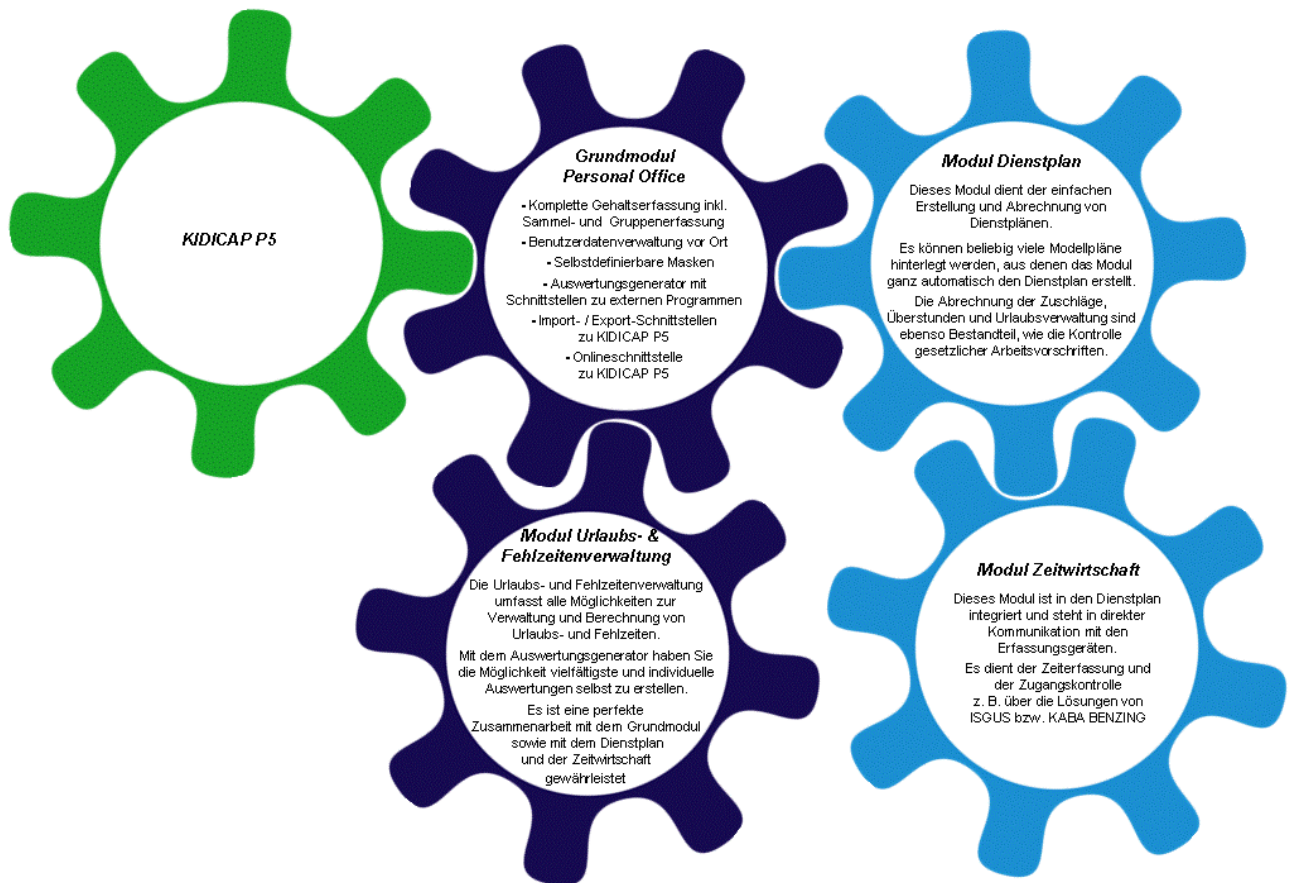 KIDICAP P5
Grundmodul
Personal Office
- Komplette Gehaltserfassung inkl.
Sammel- und Gruppenerfassung
- Benutzerdatenverwaltung vor Ort
- Selbstdefinierbare Masken
- Auswertungsgenerator mit
Schnittstellen zu externen Programmen
- Import- / Export-Schnittstellen
zu KIDICAP P5
- Onlineschnittstelle
zu KIDICAP P5
Modul Dienstplan
Dieses Modul dient der einfachen
Erstellung und Abrechnung von
Dienstplänen.
Es können beliebig viele Modellpläne
hinterlegt werden, aus denen das Modul
ganz automatisch den Dienstplan erstellt.
Die Abrechnung der Zuschläge,
Überstunden und Urlaubsverwaltung sind
ebenso Bestandteil, wie die Kontrolle
gesetzlicher Arbeitsvorschriften.
Modul Urlaubs- &
Fehlzeitenverwaltung
Die Urlaubs- und Fehlzeitenverwaltung
umfasst alle Möglichkeiten zur
Verwaltung und Berechnung von
Urlaubs- und Fehlzeiten.
Mit dem Auswertungsgenerator haben Sie
die Möglichkeit vielfältigste und individuelle
Auswertungen selbst zu erstellen.
Es ist eine perfekte
Zusammenarbeit mit dem Grundmodul
sowie mit dem Dienstplan
und der Zeitwirtschaft
gewährleistet
Modul Zeitwirtschaft
Dieses Modul ist in den Dienstplan
integriert und steht in direkter
Kommunikation mit den
Erfassungsgeräten.
Es dient der Zeiterfassung und
der Zugangskontrolle
z. B. über die Lösungen von
ISGUS bzw. KABA BENZING